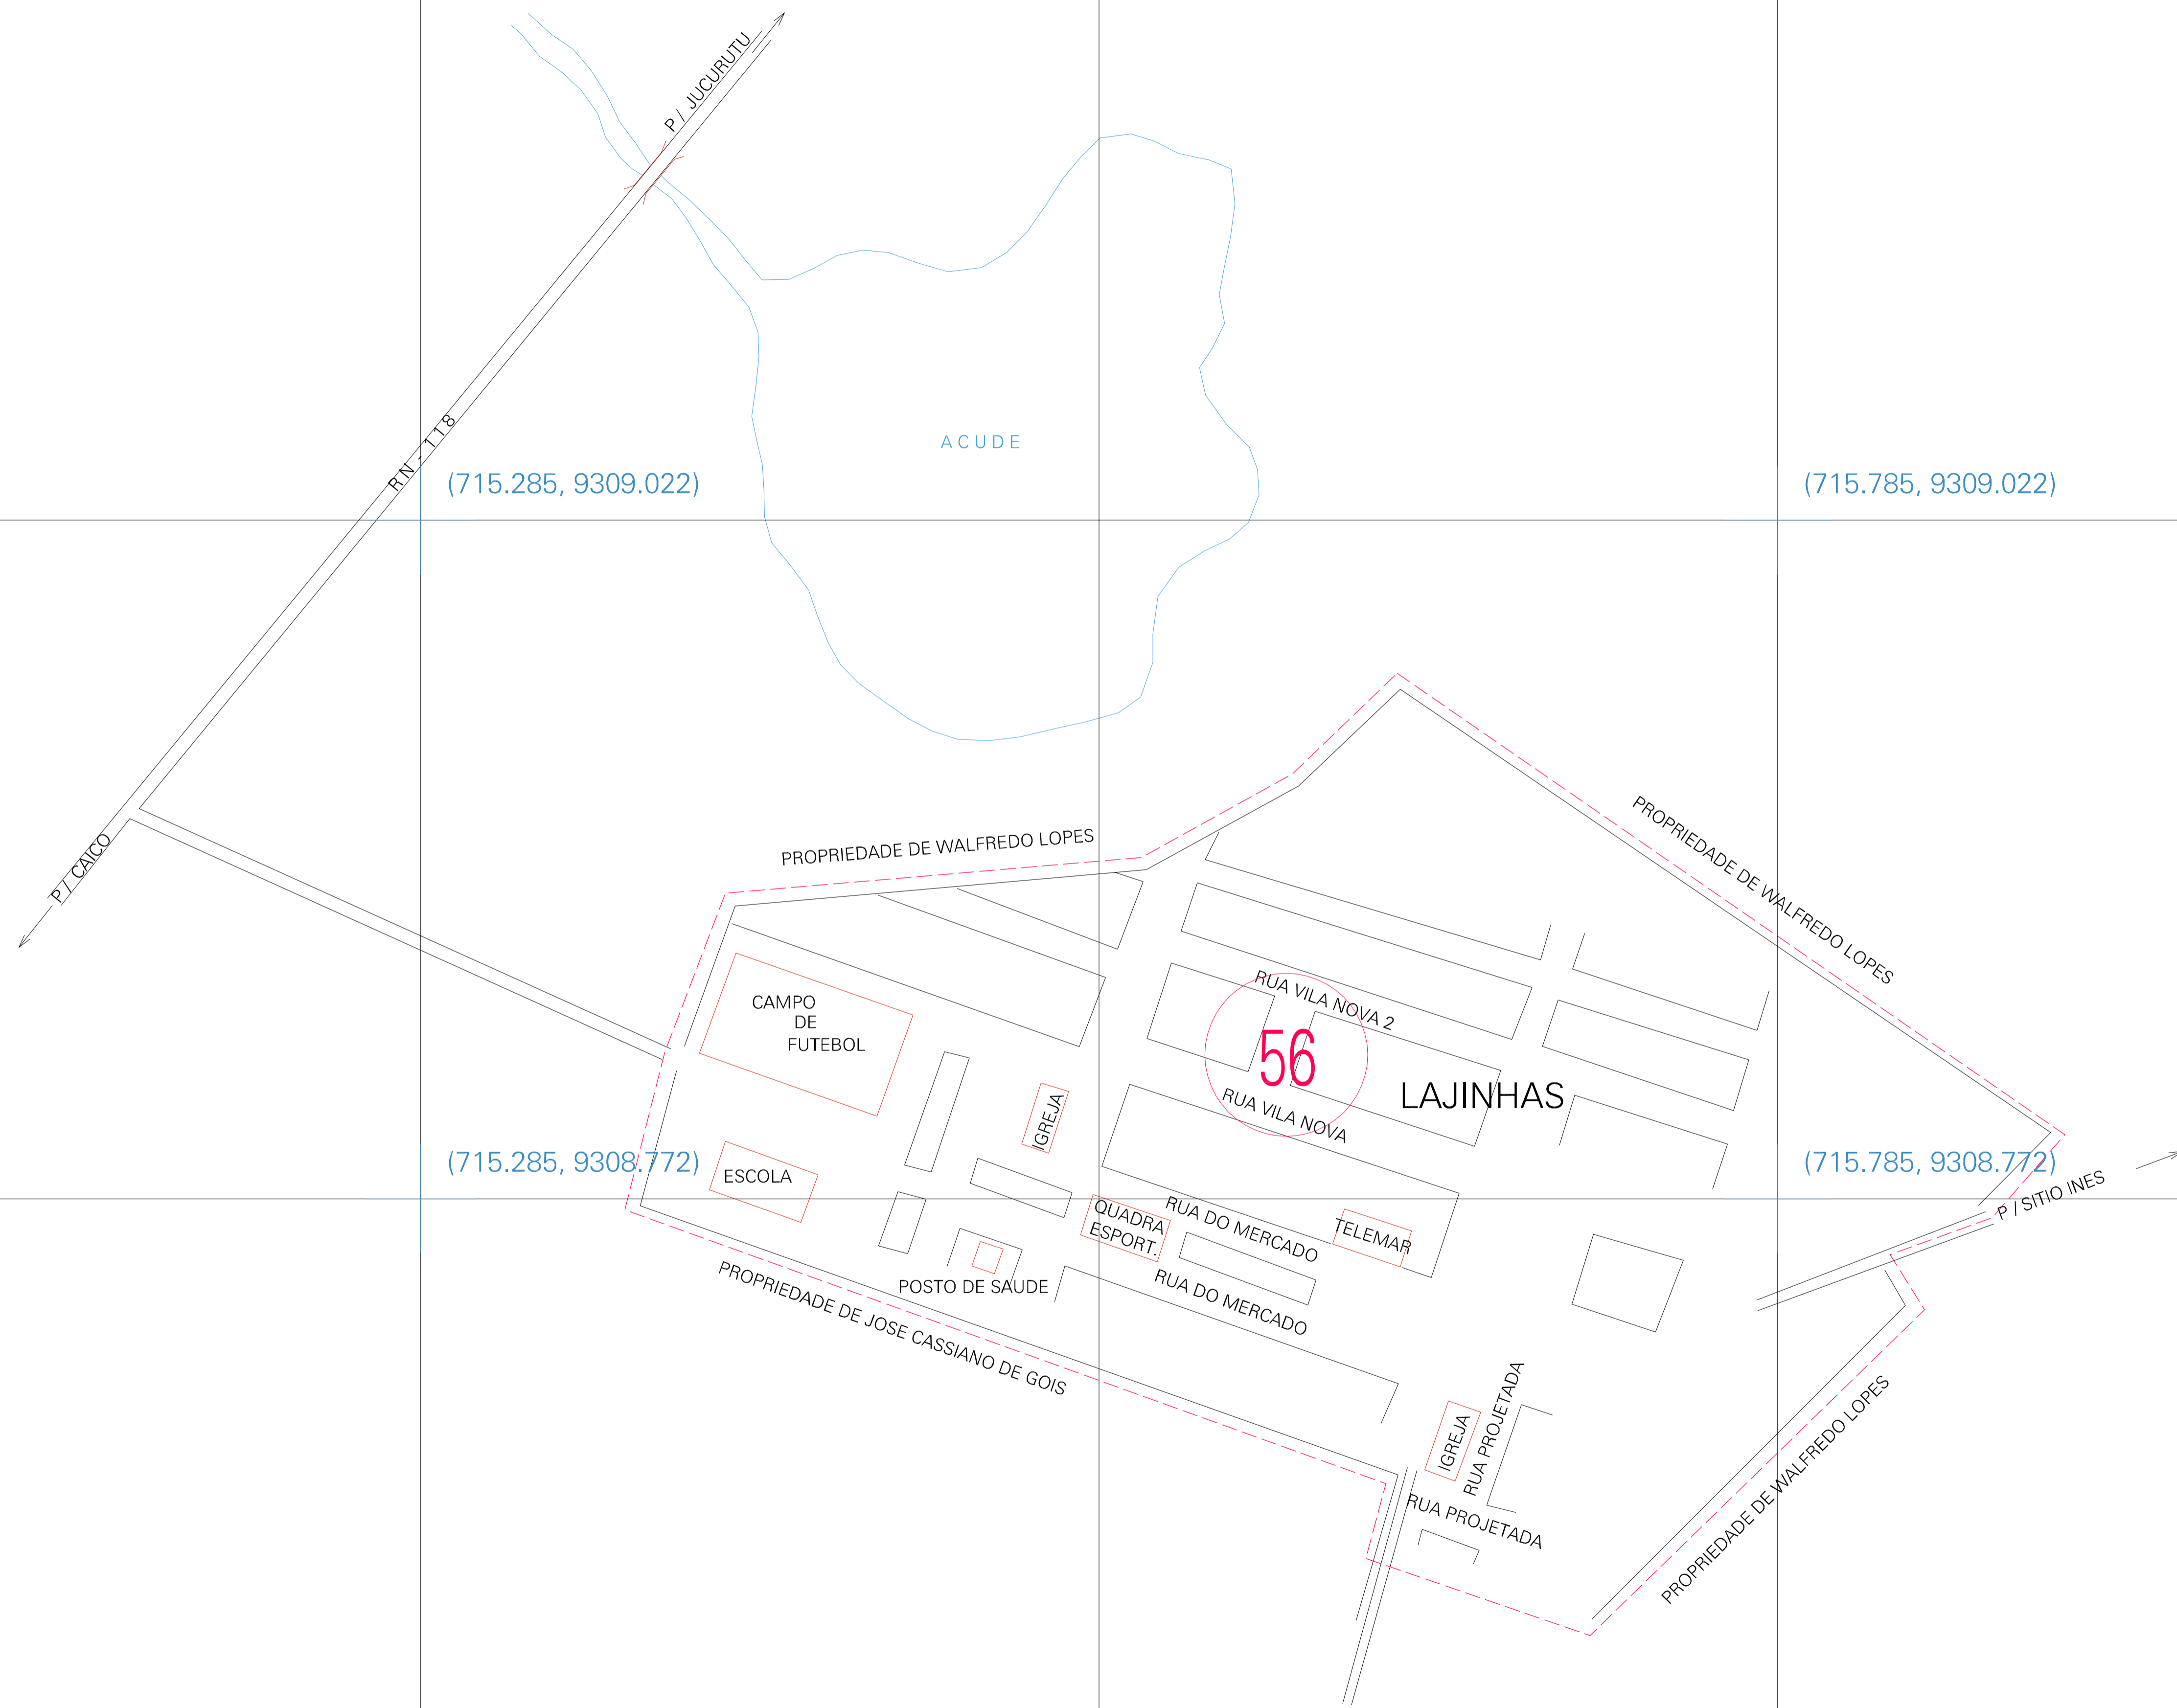 P / JUCURUTU
RN - 118
ACUDE
(715.285, 9309.022)
(715.785, 9309.022)
P / CAICO
PROPRIEDADE DE WALFREDO LOPES
PROPRIEDADE DE WALFREDO LOPES
CAMPO
DE
FUTEBOL
RUA VILA NOVA 2
56
LAJINHAS
IGREJA
RUA VILA NOVA
(715.285, 9308.772)
(715.785, 9308.772)
ESCOLA
P / SITIO INES
QUADRA
ESPORT.
RUA DO MERCADO
TELEMAR
POSTO DE SAUDE
RUA DO MERCADO
PROPRIEDADE DE JOSE CASSIANO DE GOIS
IGREJA
RUA PROJETADA
RUA PROJETADA
PROPRIEDADE DE WALFREDO LOPES